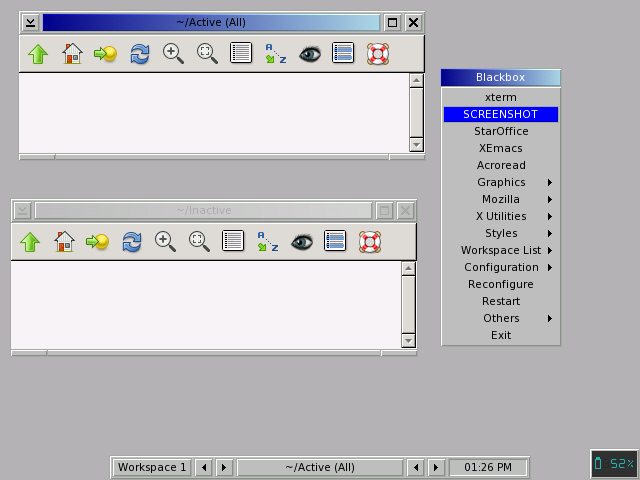 ~/Active (All)
A
Z
~/Inactive
A
Z
Blackbox
xterm
SCREENSHOT
StarOffice
XEmacs
Acroread
Graphics
Mozilla
X Utilities
Styles
Workspace List
Configuration
Reconfigure
Restart
Others
Exit
Workspace 1
~/Active (All)
01:26 PM
52%